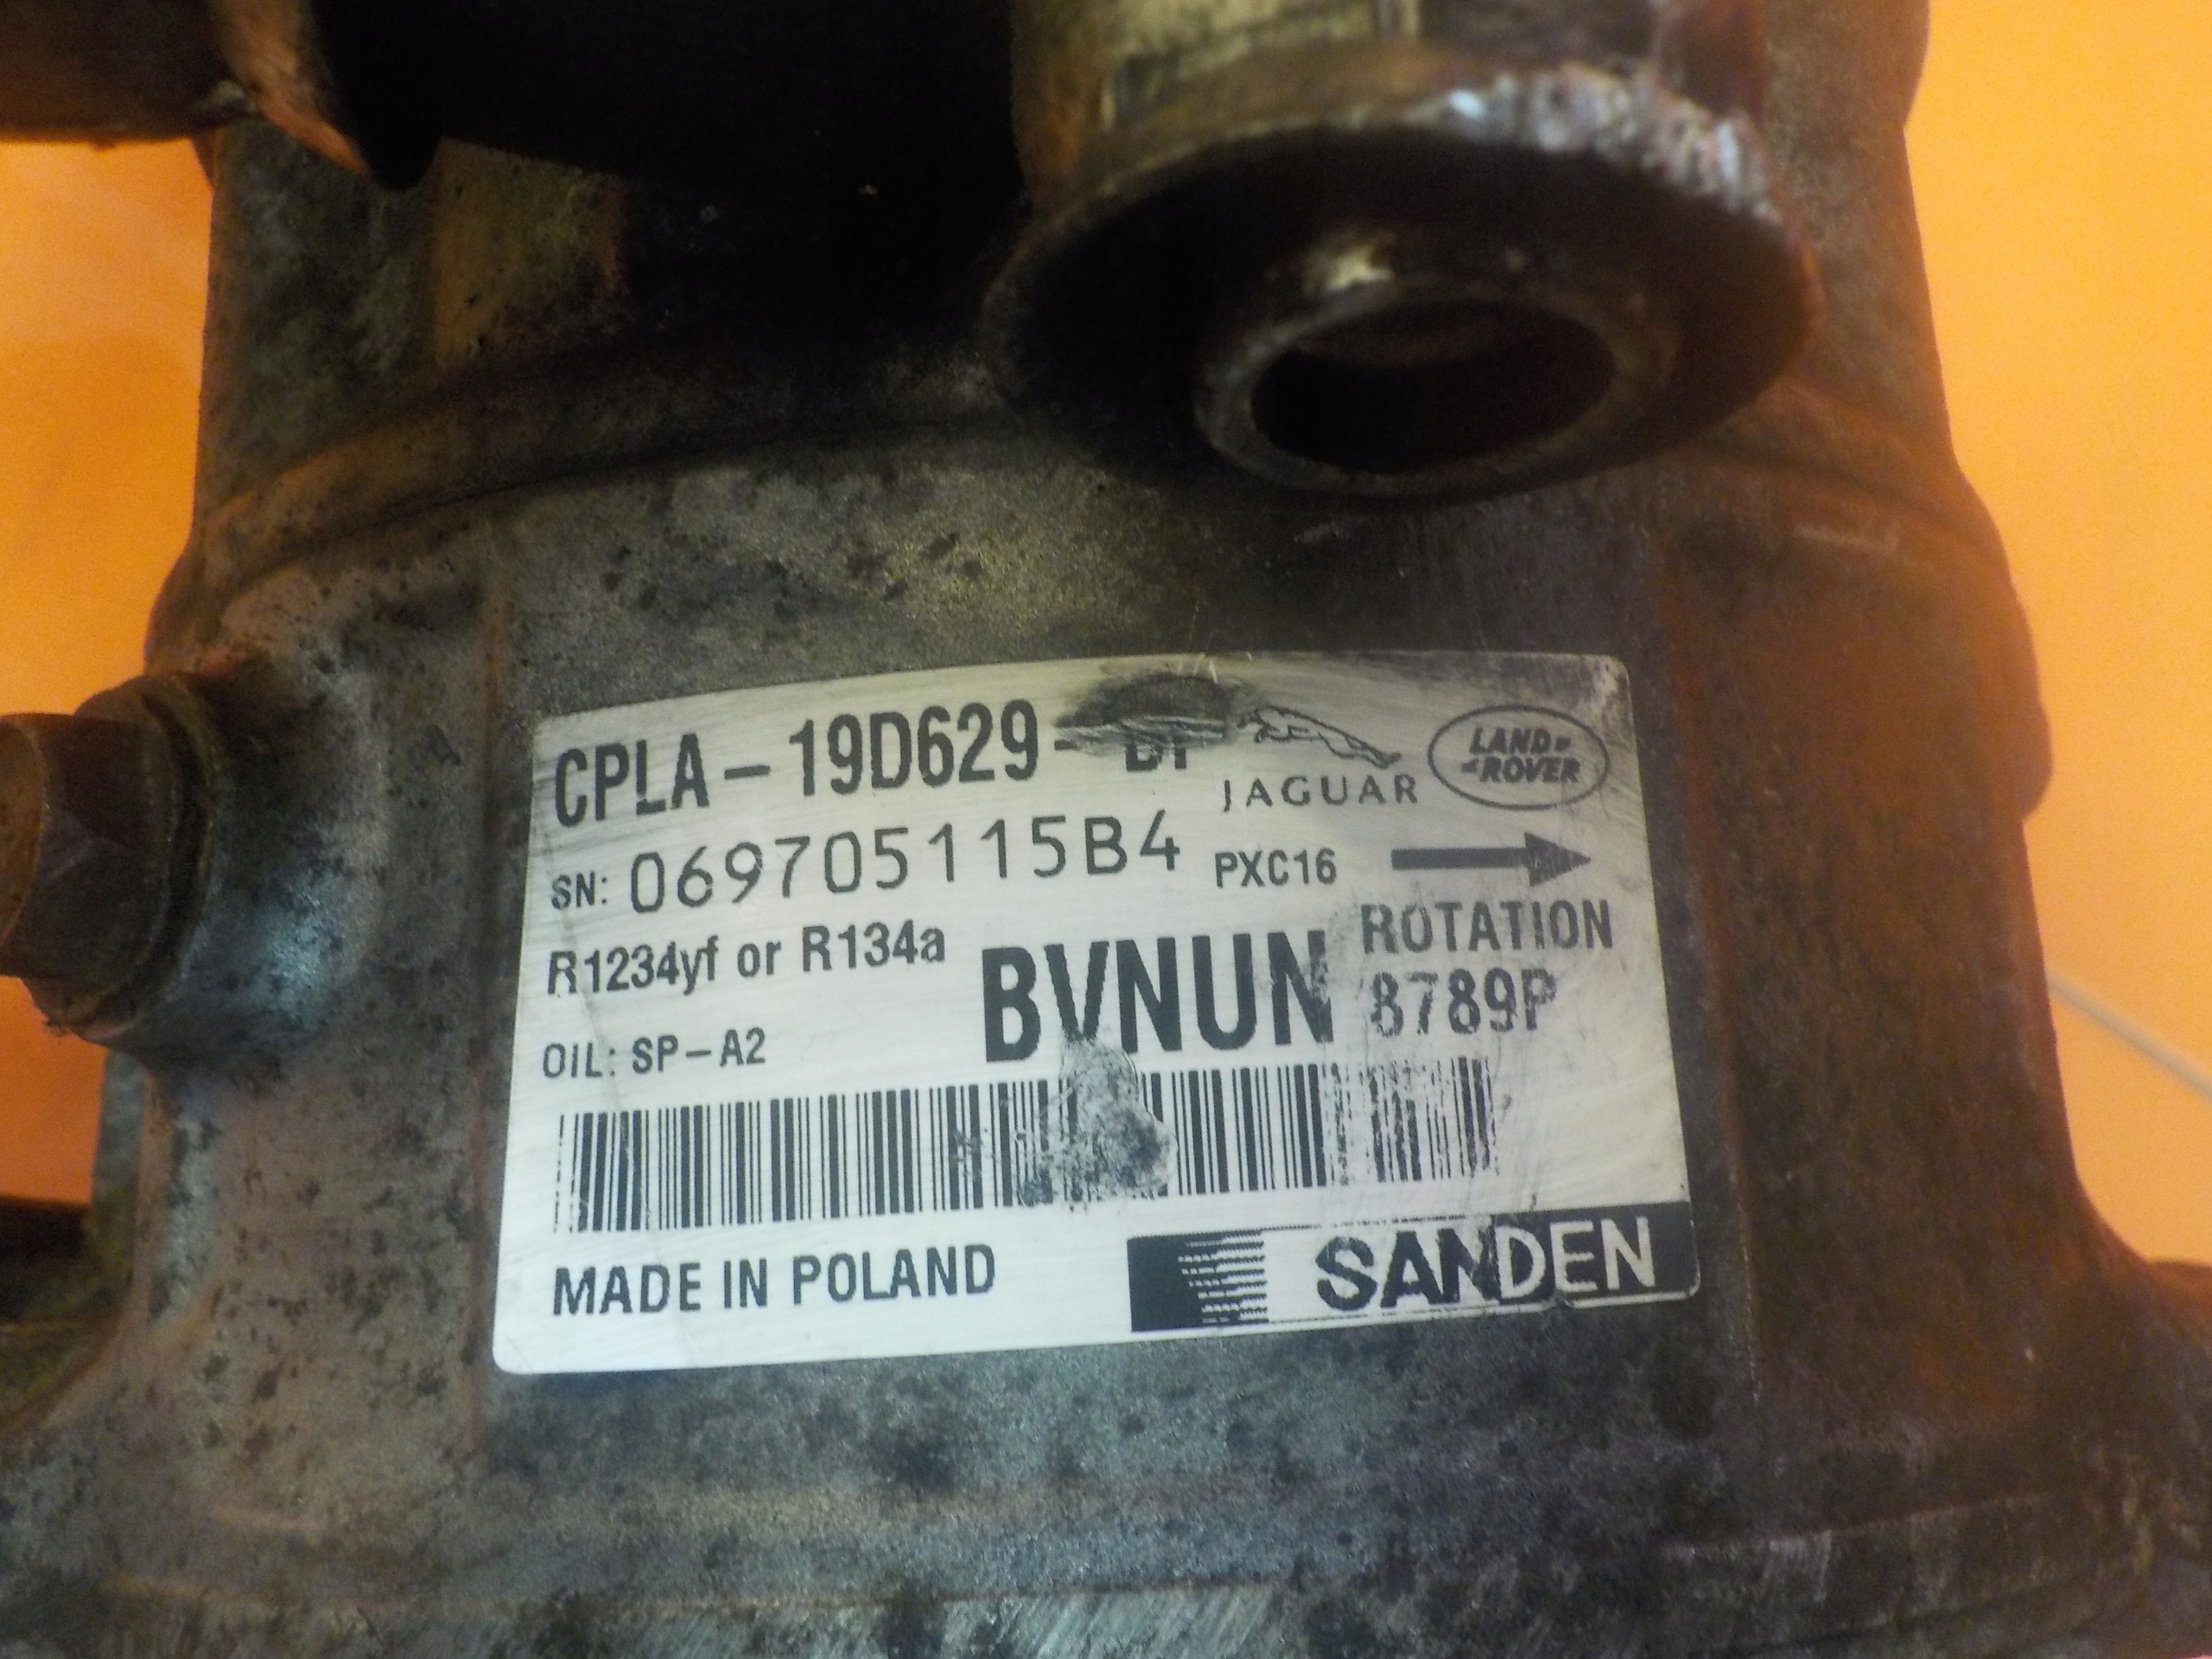 CPLA-19D629-
JAGUAR
LAND-
-ROVER
SN: 069705115B4 PXC16
R1234yf or R134a BVNUN ROTATION
8789P
OIL: SP-A2
MADE IN POLAND
SANDEN